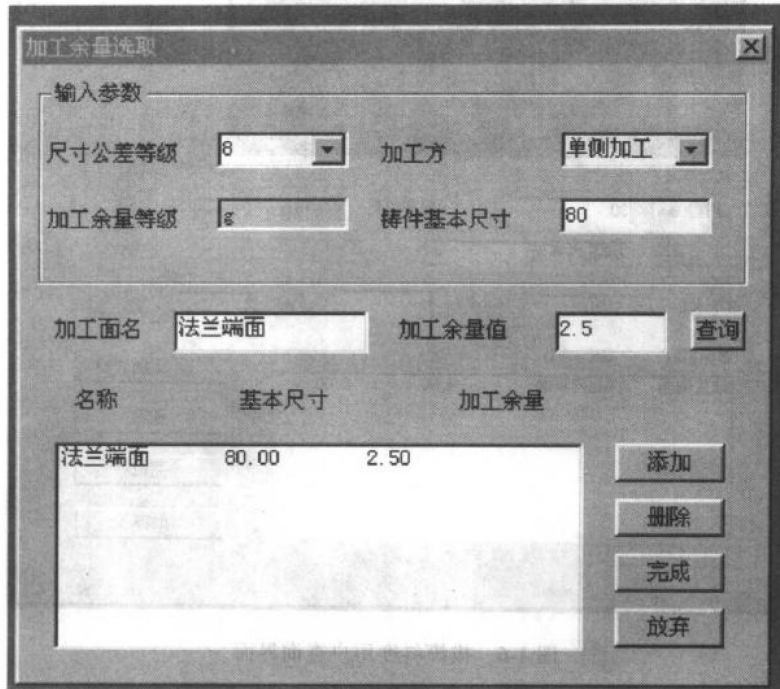 加工余量选取
输入参数
尺寸公差等级 8 加工方 单侧加工
加工余量等级 g 铸件基本尺寸 80
加工面名 法兰端面 加工余量值 2.5 查询
名称 基本尺寸 加工余量
法兰端面 80.00 2.50
添加
删除
完成
放弃